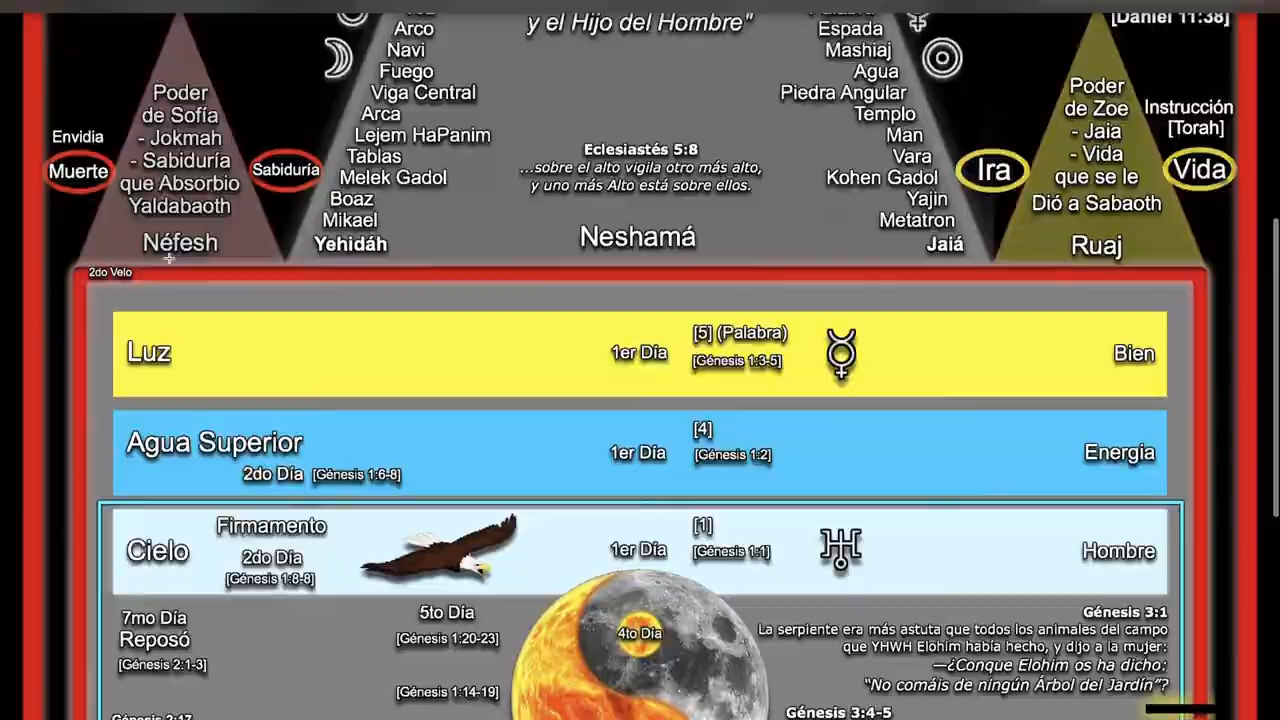 [Daniel 11:38]
y el Hijo del Hombre"
Arco
Navi
Fuego
Viga Central
Arca
Lejem HaPanim
Tablas
Melek Gadol
Boaz
Mikael
Yehidáh
Espada
Mashiaj
Agua
Piedra Angular
Templo
Man
Vara
Kohen Gadol
Yajin
Metatron
Jaiá
Eclesiastés 5:8
...sobre el alto vigila otro más alto,
y uno más Alto está sobre ellos.
Neshamá
Envidia
Muerte
Poder
de Sofía
- Jokmah
- Sabiduría
que Absorbio
Yaldabaoth
Néfesh
Sabiduría
Ira
Poder
de Zoe
- Jaia
- Vida
que se le
Dió a Sabaoth
Ruaj
Instrucción
[Torah]
Vida
2do Velo
Luz
1er Día
[5] (Palabra)
[Génesis 1:3-5]
Bien
Agua Superior
2do Día [Génesis 1:6-8]
1er Día
[4]
[Génesis 1:2]
Energia
Cielo
Firmamento
2do Día
[Génesis 1:8-8]
1er Día
[1]
[Génesis 1:1]
Hombre
7mo Día
Reposó
[Génesis 2:1-3]
5to Día
[Génesis 1:20-23]
[Génesis 1:14-19]
4to Día
Génesis 3:1
La serpiente era más astuta que todos los animales del campo
que YHWH Elohim había hecho, y dijo a la mujer:
—¿Conque Elohim os ha dicho:
“No comáis de ningún Árbol del Jardín”?
Génesis 3:4-5
Génesis 2:17